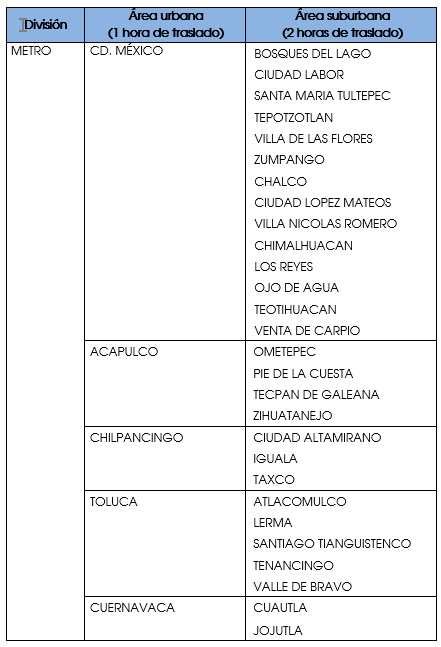 División Área urbana Área suburbana
(1 hora de traslado) (2 horas de traslado)
METRO CD. MÉXICO BOSQUES DEL LAGO
CIUDAD LABOR
SANTA MARIA TULTEPEC
TEPOTZOTLAN
VILLA DE LAS FLORES
ZUMPANGO
CHALCO
CIUDAD LOPEZ MATEOS
VILLA NICOLAS ROMERO
CHIMALHUACAN
LOS REYES
OJO DE AGUA
TEOTIHUACAN
VENTA DE CARPIO
ACAPULCO OMETEPEC
PIE DE LA CUESTA
TECPAN DE GALEANA
ZIHUATANEJO
CHILPANCINGO CIUDAD ALTAMIRANO
IGUALA
TAXCO
TOLUCA ATLACOMULCO
LERMA
SANTIAGO TIANGUISTENCO
TENANCINGO
VALLE DE BRAVO
CUERNAVACA CUAUTLA
JOJUTLA